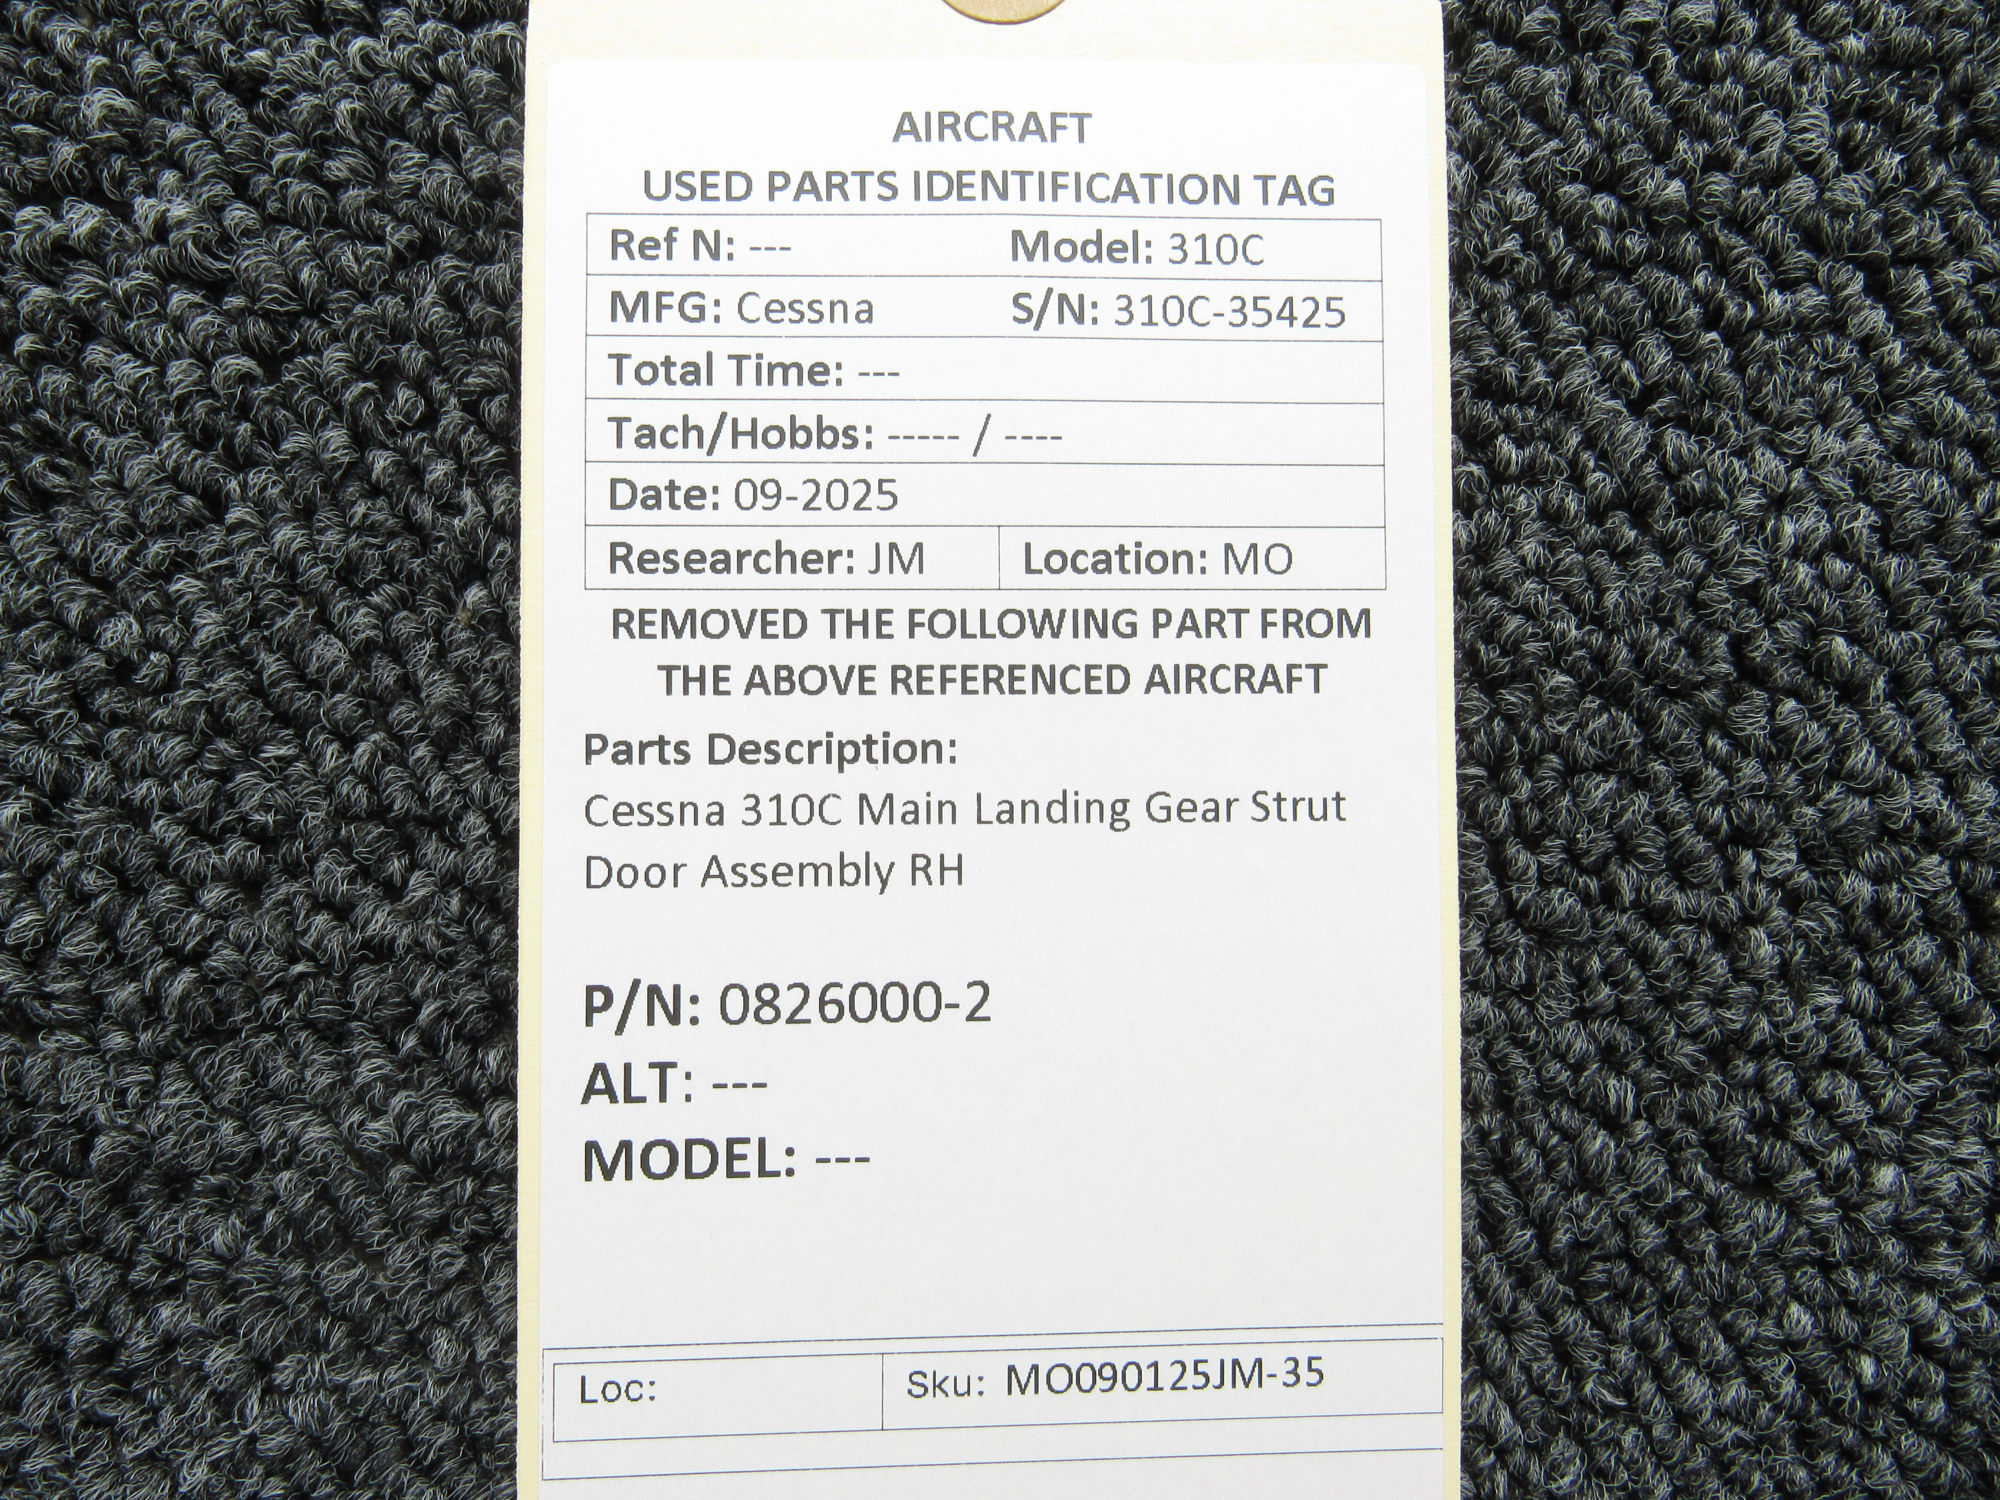 AIRCRAFT
USED PARTS IDENTIFICATION TAG
Ref N: --- Model: 310C
MFG: Cessna S/N: 310C-35425
Total Time: ---
Tach/Hobbs: ----- / ----
Date: 09-2025
Researcher: JM Location: MO
REMOVED THE FOLLOWING PART FROM
THE ABOVE REFERENCED AIRCRAFT
Parts Description:
Cessna 310C Main Landing Gear Strut
Door Assembly RH
P/N: 0826000-2
ALT: ---
MODEL: ---
Loc: Sku: MO090125JM-35